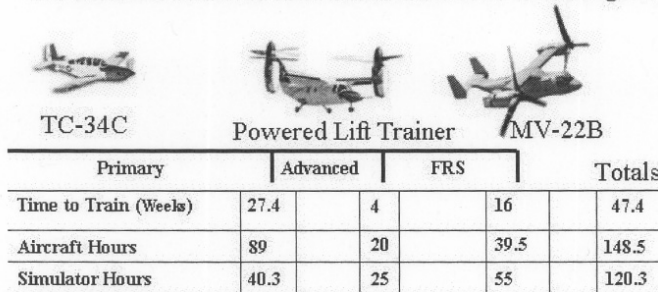 TC-34C
Powered Lift Trainer
MV-22B
Primary Advanced FRS Totals
Time to Train (Weeks) 27.4 4 16 47.4
Aircraft Hours 89 20 39.5 148.5
Simulator Hours 40.3 25 55 120.3